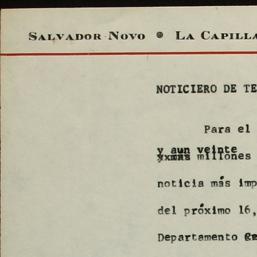 SALVADOR NOVO • LA CAPILLA
NOTICIERO DE TE
Para el
y aun veinte
millones
noticia más imp
del próximo 16,
Departamento